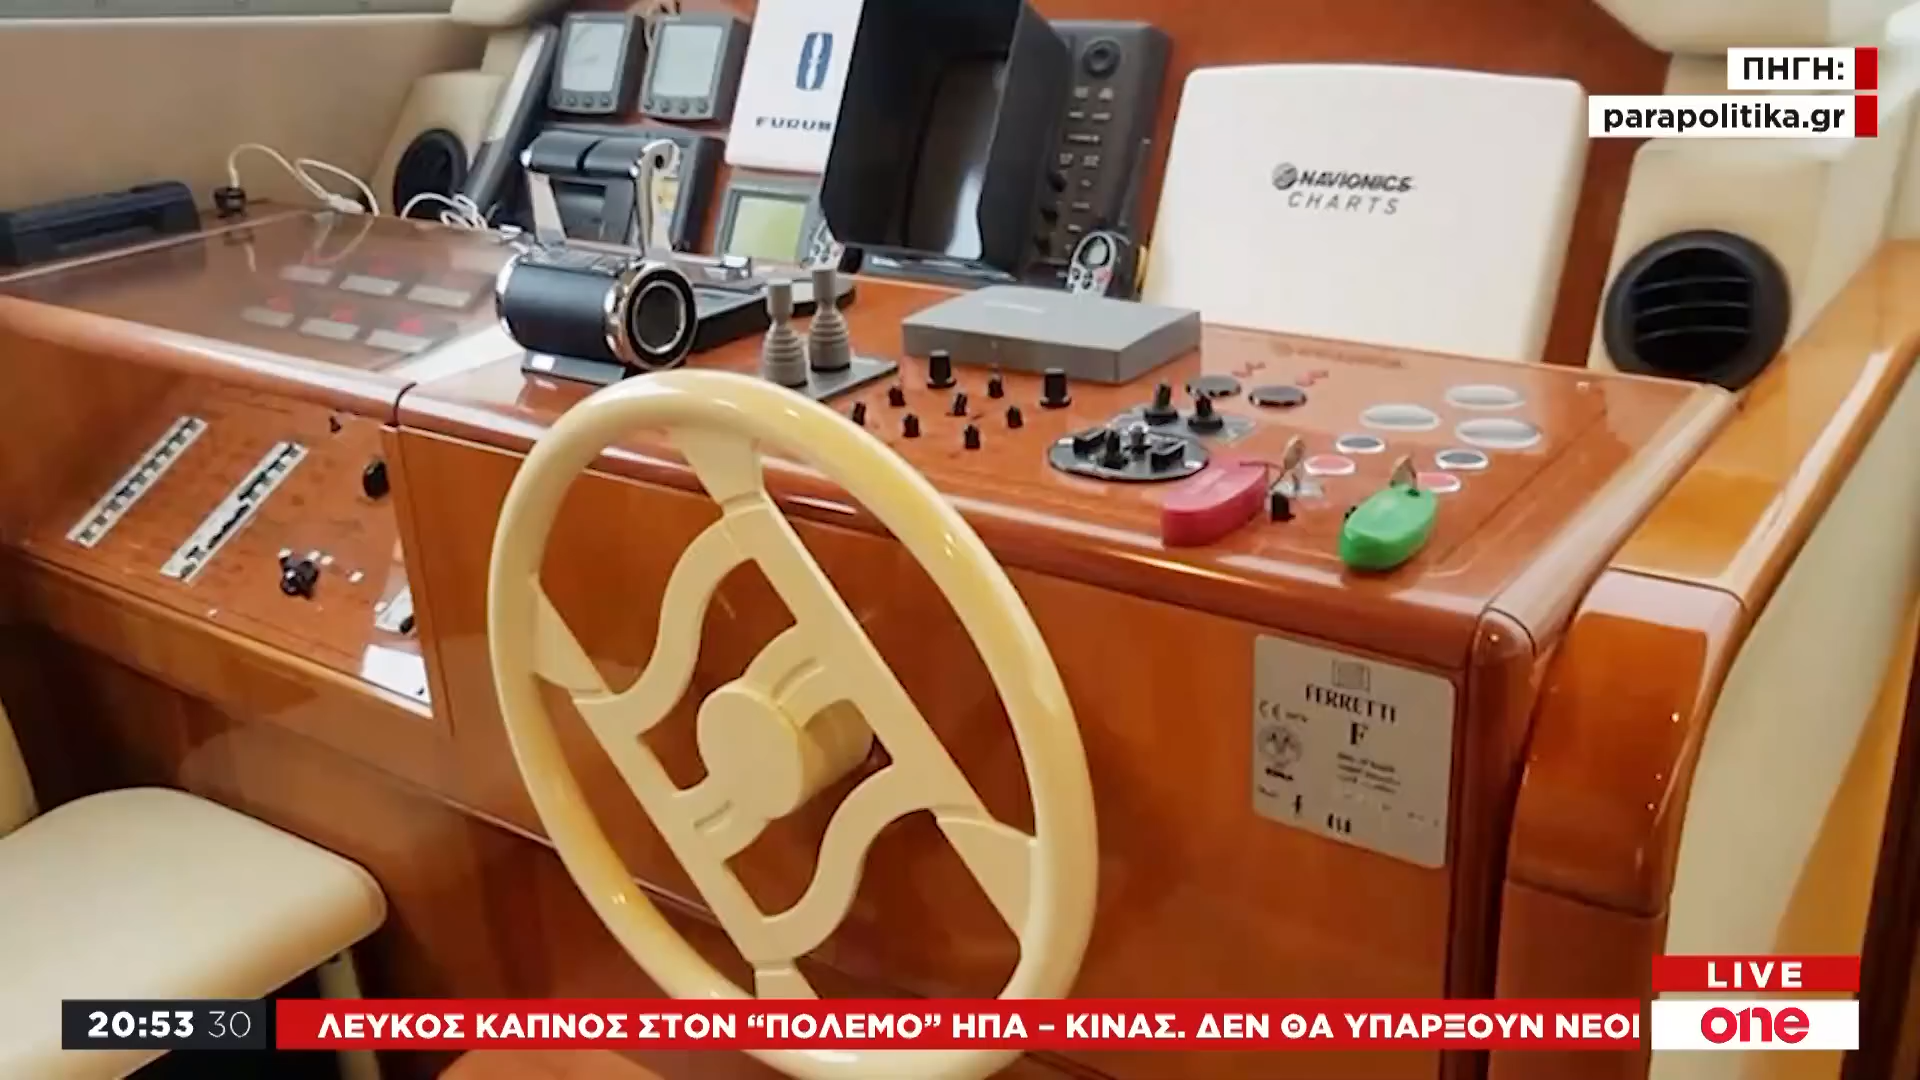 ΠΗΓΗ:
parapolitika.gr
FURUN
NAVIONICS
CHARTS
FERRETTI
F
LIVE
one
20:53 30
ΛΕΥΚΟΣ ΚΑΠΝΟΣ ΣΤΟΝ “ΠΟΛΕΜΟ” ΗΠΑ – ΚΙΝΑΣ. ΔΕΝ ΘΑ ΥΠΑΡΞΟΥΝ ΝΕΟΙ